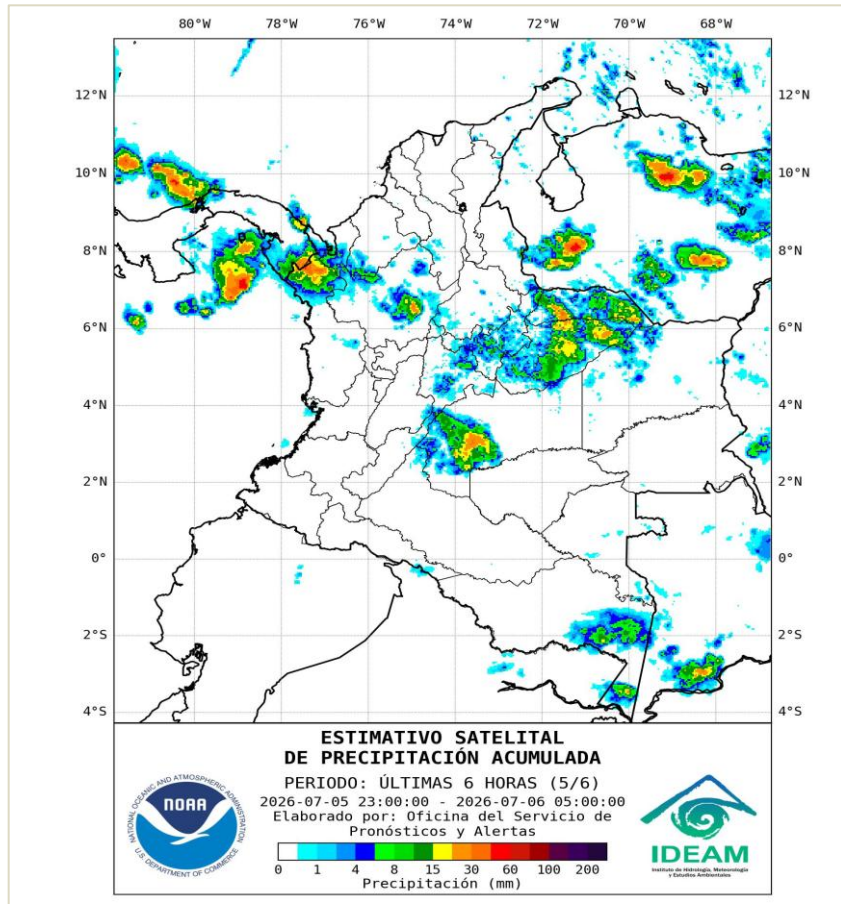 80°W 78°W 76°W 74°W 72°W 70°W 68°W
12°N 12°N
10°N 10°N
8°N 8°N
6°N 6°N
4°N 4°N
2°N 2°N
0° 0°
2°S 2°S
4°S 4°S
ESTIMATIVO SATELITAL
DE PRECIPITACIÓN ACUMULADA
PERIODO: ÚLTIMAS 6 HORAS (5/6)
2026-07-05 23:00:00 - 2026-07-06 05:00:00
Elaborado por: Oficina del Servicio de
Pronósticos y Alertas
0 1 4 8 15 30 60 100 200
Precipitación (mm)
NATIONAL OCEANIC AND ATMOSPHERIC ADMINISTRATION
NOAA
U.S. DEPARTMENT OF COMMERCE
IDEAM
Instituto de Hidrología, Meteorología
y Estudios Ambientales